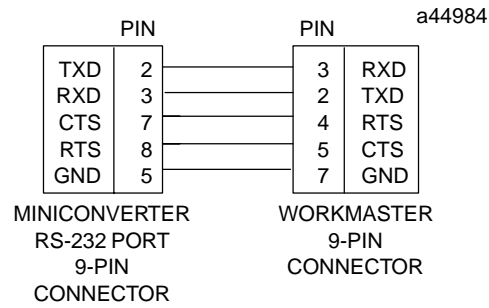 a44984
PIN PIN
TXD 2 3 RXD
RXD 3 2 TXD
CTS 7 4 RTS
RTS 8 5 CTS
GND 5 7 GND
MINICONVERTER WORKMASTER
RS-232 PORT 9-PIN
9-PIN CONNECTOR
CONNECTOR